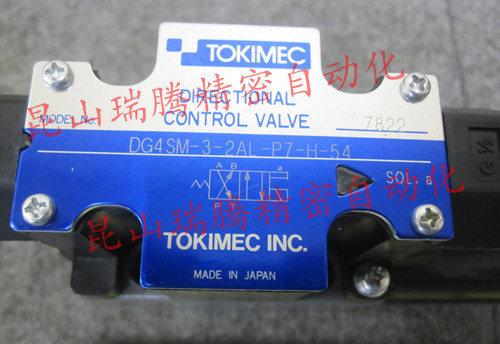 TOKIMEC
昆山瑞腾精密自动化
DIRECTIONAL
MODEL No. CONTROL VALVE 7822
DG4SM-3-2AL-P7-H-54
A B a
SOL. a
P T
昆山瑞腾精密自动化
TOKIMEC INC.
MADE IN JAPAN